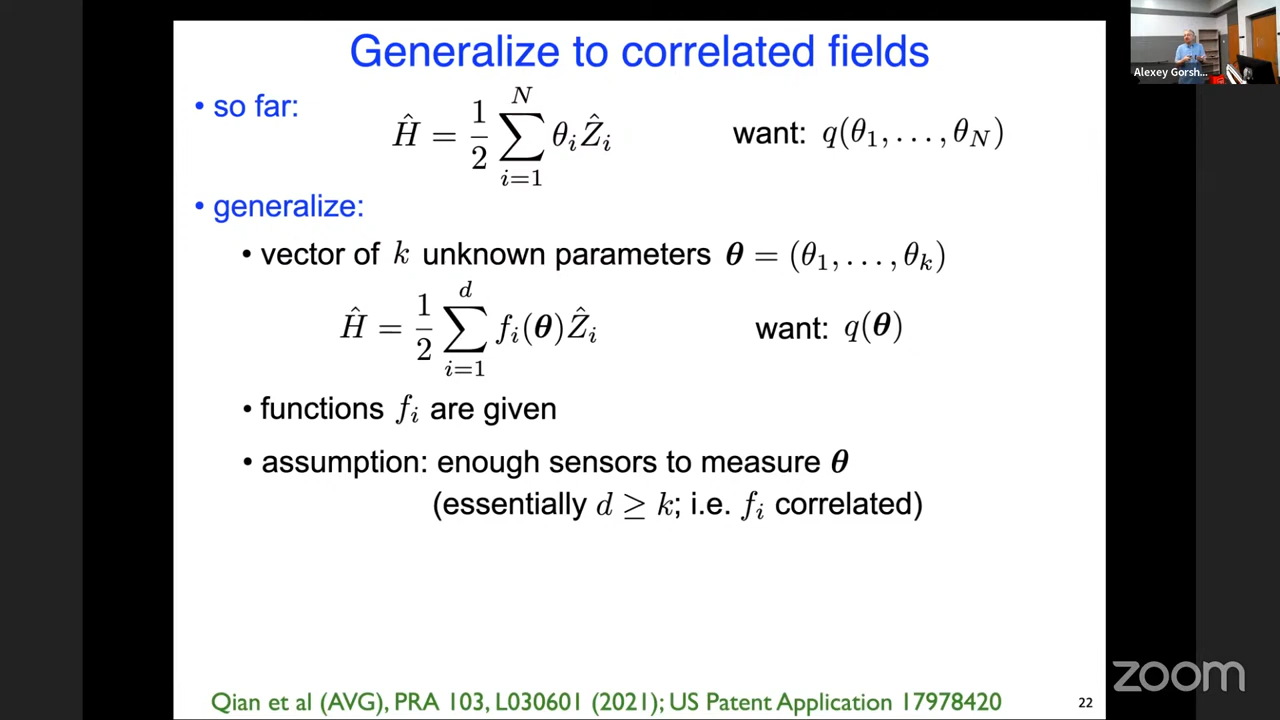 Generalize to correlated fields
• so far:
Ĥ = 1/2 ∑_{i=1}^{N} θ_i Ẑ_i   want: q(θ_1, . . . , θ_N)
• generalize:
• vector of k unknown parameters θ = (θ_1, . . . , θ_k)
Ĥ = 1/2 ∑_{i=1}^{d} f_i(θ) Ẑ_i   want: q(θ)
• functions f_i are given
• assumption: enough sensors to measure θ
(essentially d ≥ k; i.e. f_i correlated)
Qian et al (AVG), PRA 103, L030601 (2021); US Patent Application 17978420
22
Alexey Gorsh...
zoom